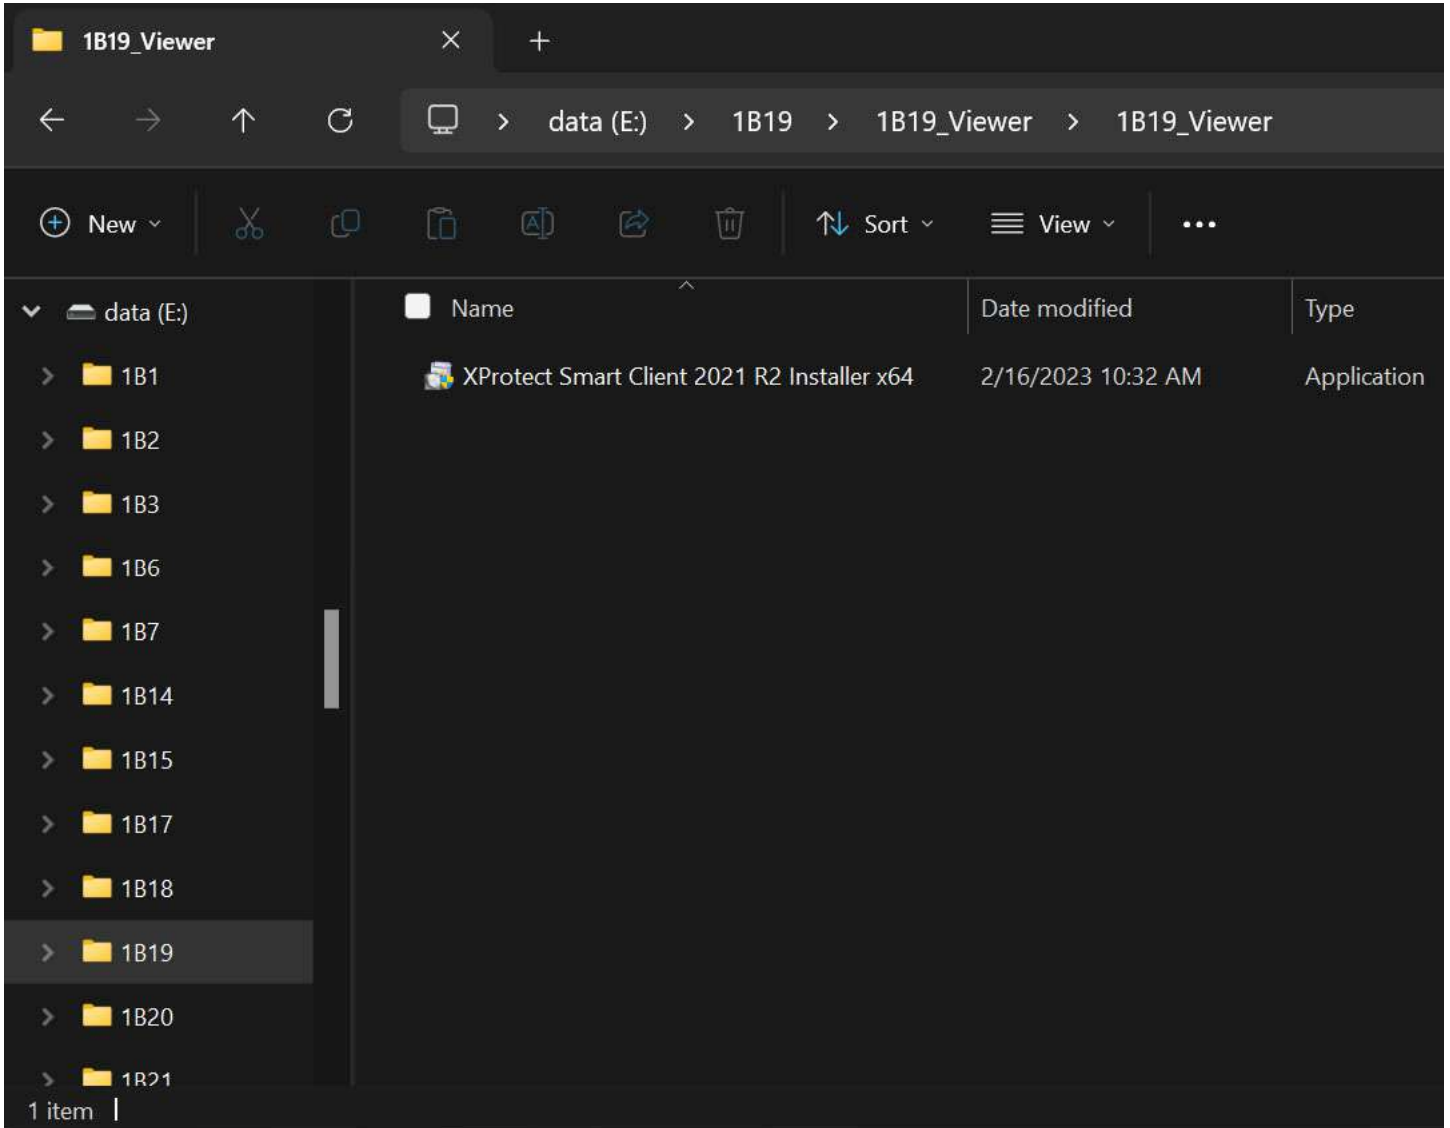 1B19_Viewer
data (E:) > 1B19 > 1B19_Viewer > 1B19_Viewer
New Sort View
data (E:)
1B1
1B2
1B3
1B6
1B7
1B14
1B15
1B17
1B18
1B19
1B20
1B21
Name Date modified Type
XProtect Smart Client 2021 R2 Installer x64 2/16/2023 10:32 AM Application
1 item